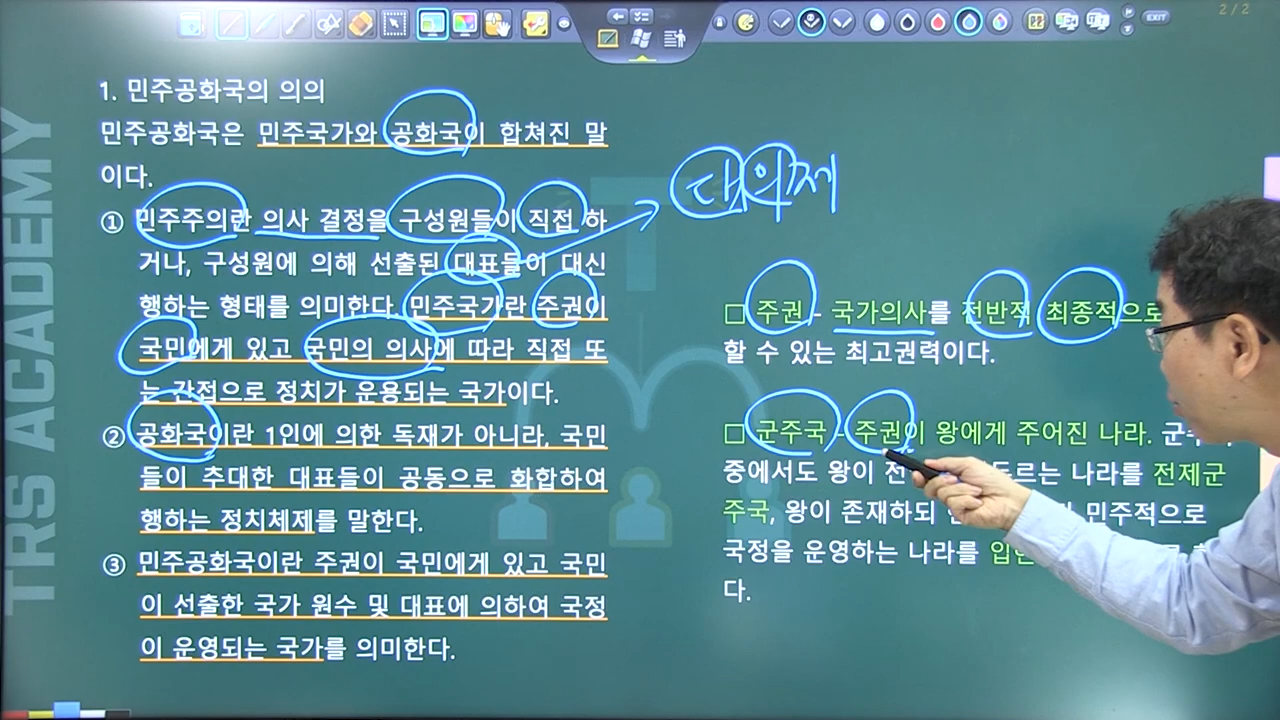 2 / 2
EXIT
TRS ACADEMY
1. 민주공화국의 의의
민주공화국은 민주국가와 공화국이 합쳐진 말
이다.
① 민주주의란 의사 결정을 구성원들이 직접 하
거나, 구성원에 의해 선출된 대표들이 대신
행하는 형태를 의미한다. 민주국가란 주권이
국민에게 있고 국민의 의사에 따라 직접 또
는 간접으로 정치가 운용되는 국가이다.
② 공화국이란 1인에 의한 독재가 아니라, 국민
들이 추대한 대표들이 공동으로 화합하여
행하는 정치체제를 말한다.
③ 민주공화국이란 주권이 국민에게 있고 국민
이 선출한 국가 원수 및 대표에 의하여 국정
이 운영되는 국가를 의미한다.
대의제
□ 주권 - 국가의사를 전반적 최종적으로
할 수 있는 최고권력이다.
□ 군주국 - 주권이 왕에게 주어진 나라.
중에서도 왕이 나라를 전제군
주국, 왕이 존재하되 민주적으로
국정을 운영하는 나라를
다.